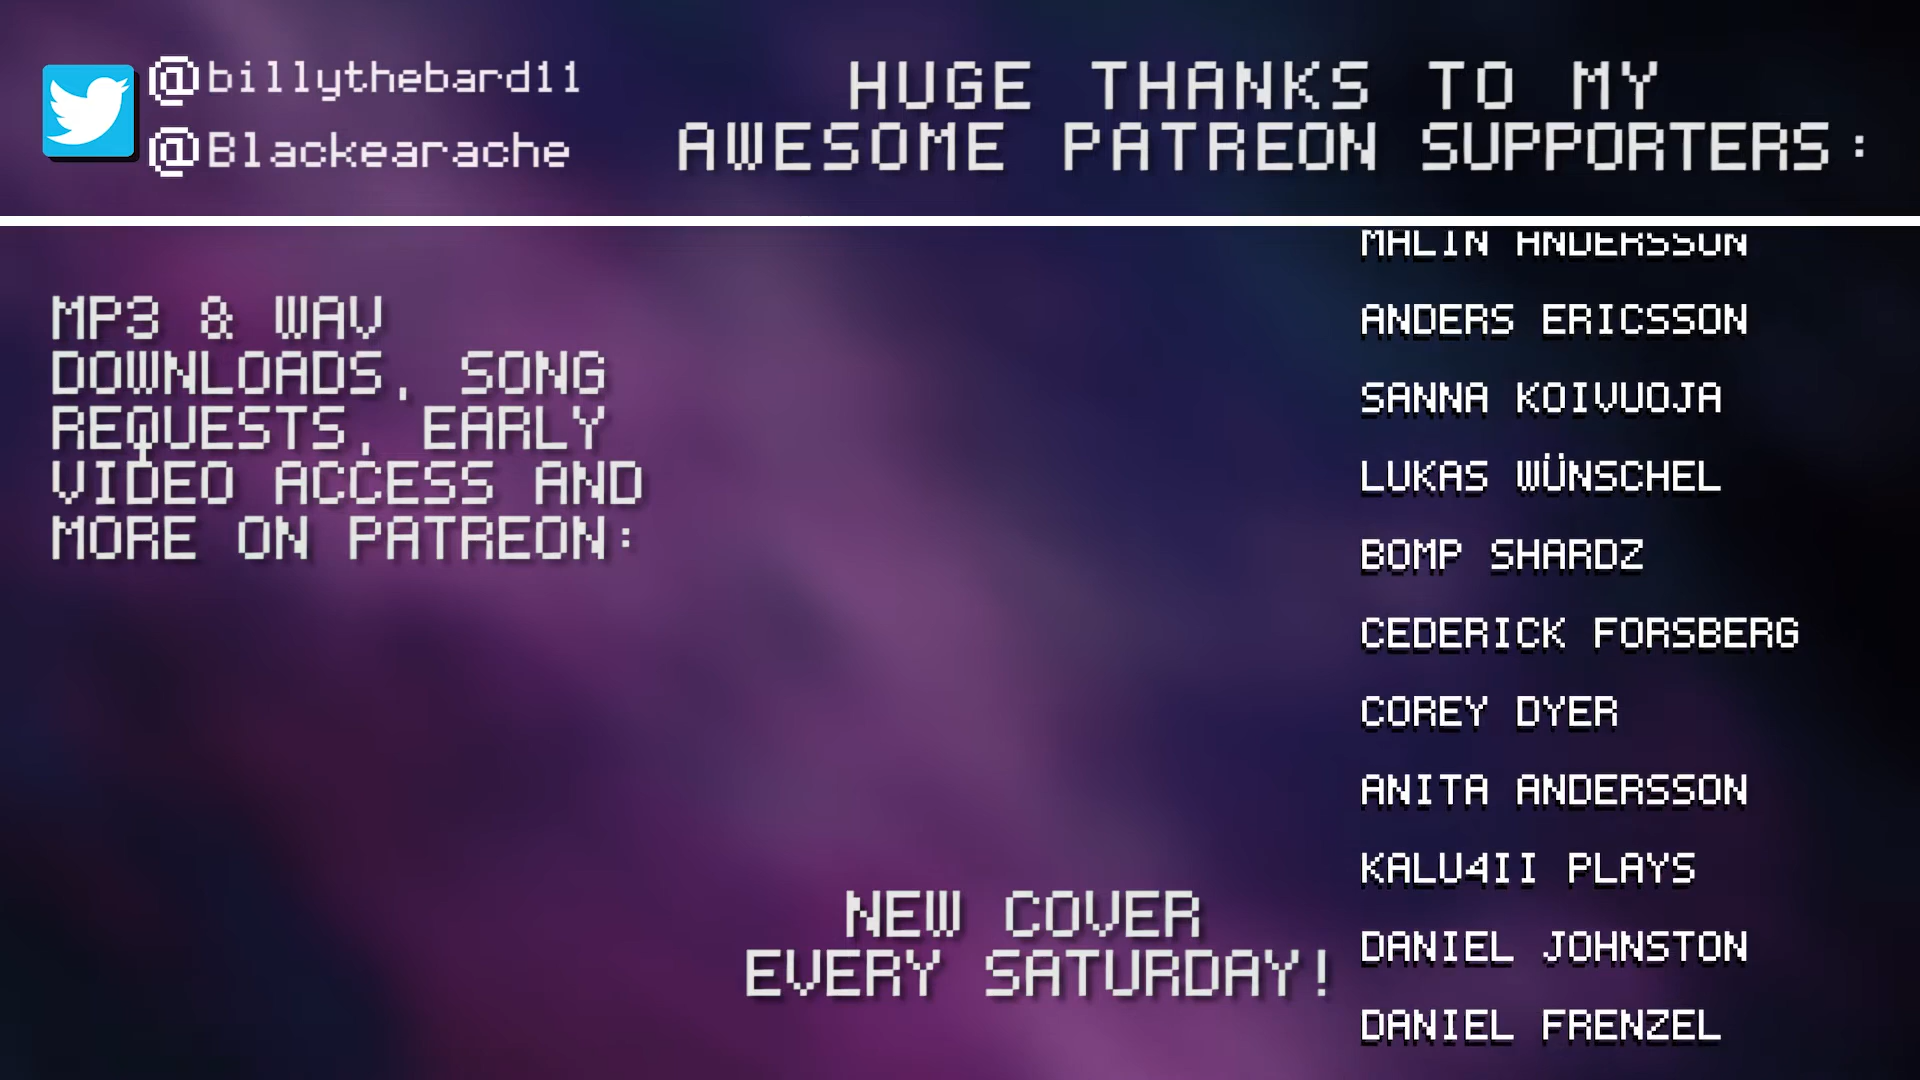 @billythebard11
@Blackearache
HUGE THANKS TO MY
AWESOME PATREON SUPPORTERS:
MP3 & WAV
DOWNLOADS, SONG
REQUESTS, EARLY
VIDEO ACCESS AND
MORE ON PATREON:
NEW COVER
EVERY SATURDAY!
MALIN ANDERSSON
ANDERS ERICSSON
SANNA KOIVUOJA
LUKAS WÜNSCHEL
BOMP SHARDZ
CEDERICK FORSBERG
COREY DYER
ANITA ANDERSSON
KALU4II PLAYS
DANIEL JOHNSTON
DANIEL FRENZEL